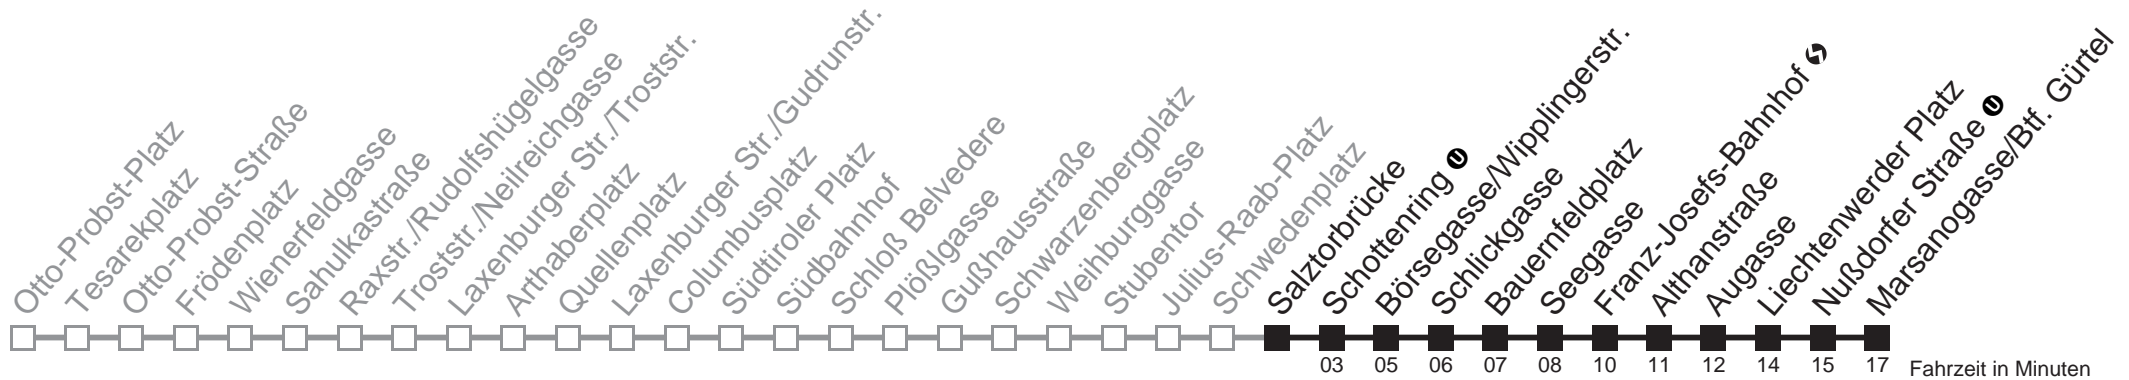 Otto-Probst-Platz
Tesarekplatz
Otto-Probst-Straße
Frödenplatz
Wienerfeldgasse
Sahulkastraße
Raxstr./Rudolfshügelgasse
Troststr./Neilreichgasse
Laxenburger Str./Troststr.
Arthaberplatz
Quellenplatz
Laxenburger Str./Gudrunstr.
Columbusplatz
Südtiroler Platz
Südbahnhof
Schloß Belvedere
Plößlgasse
Gußhausstraße
Schwarzenbergplatz
Weihburggasse
Stubentor
Julius-Raab-Platz
Schwedenplatz
Salztorbrücke
Schottenring U
Börsegasse/Wipplingerstr.
Schlickgasse
Bauernfeldplatz
Seegasse
Franz-Josefs-Bahnhof
Althanstraße
Augasse
Liechtenwerder Platz
Nußdorfer Straße U
Marsanogasse/Btf. Gürtel
03 05 06 07 08 10 11 12 14 15 17 Fahrzeit in Minuten